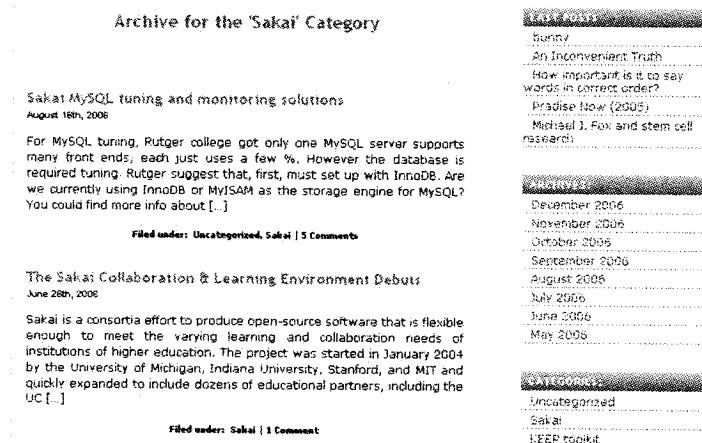 Archive for the 'Sakai' Category
Sakai MySQL tuning and monitoring solutions
August 16th, 2006
For MySQL tuning, Rutger college got only one MySQL server supports
many front ends, each just uses a few %. However the database is
required tuning. Rutger suggest that, first, must set up with InnoDB. Are
we currently using InnoDB or MyISAM as the storage engine for MySQL?
You could find more info about [...]
Filed under: Uncategorized, Sakai | 5 Comments
The Sakai Collaboration & Learning Environment Debuts
June 28th, 2006
Sakai is a consortia effort to produce open-source software that is flexible
enough to meet the varying learning and collaboration needs of
institutions of higher education. The project was started in January 2004
by the University of Michigan, Indiana University, Stanford, and MIT and
quickly expanded to include dozens of educational partners, including the
UC [...]
Filed under: Sakai | 1 Comment
LAST POSTS
bunny
An Inconvenient Truth
How important is it to say
words in correct order?
Pradise Now (2005)
Michael J. Fox and stem cell
research
ARCHIVES
December 2006
November 2006
October 2006
September 2006
August 2006
July 2006
June 2006
May 2006
CATEGORIES
Uncategorized
Sakai
KEEP toolkit